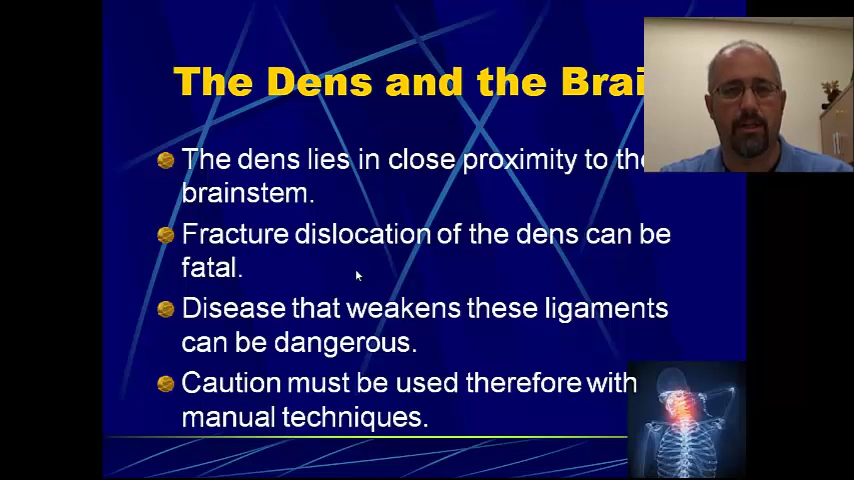 The Dens and the Brai
The dens lies in close proximity to the
brainstem.
Fracture dislocation of the dens can be
fatal.
Disease that weakens these ligaments
can be dangerous.
Caution must be used therefore with
manual techniques.